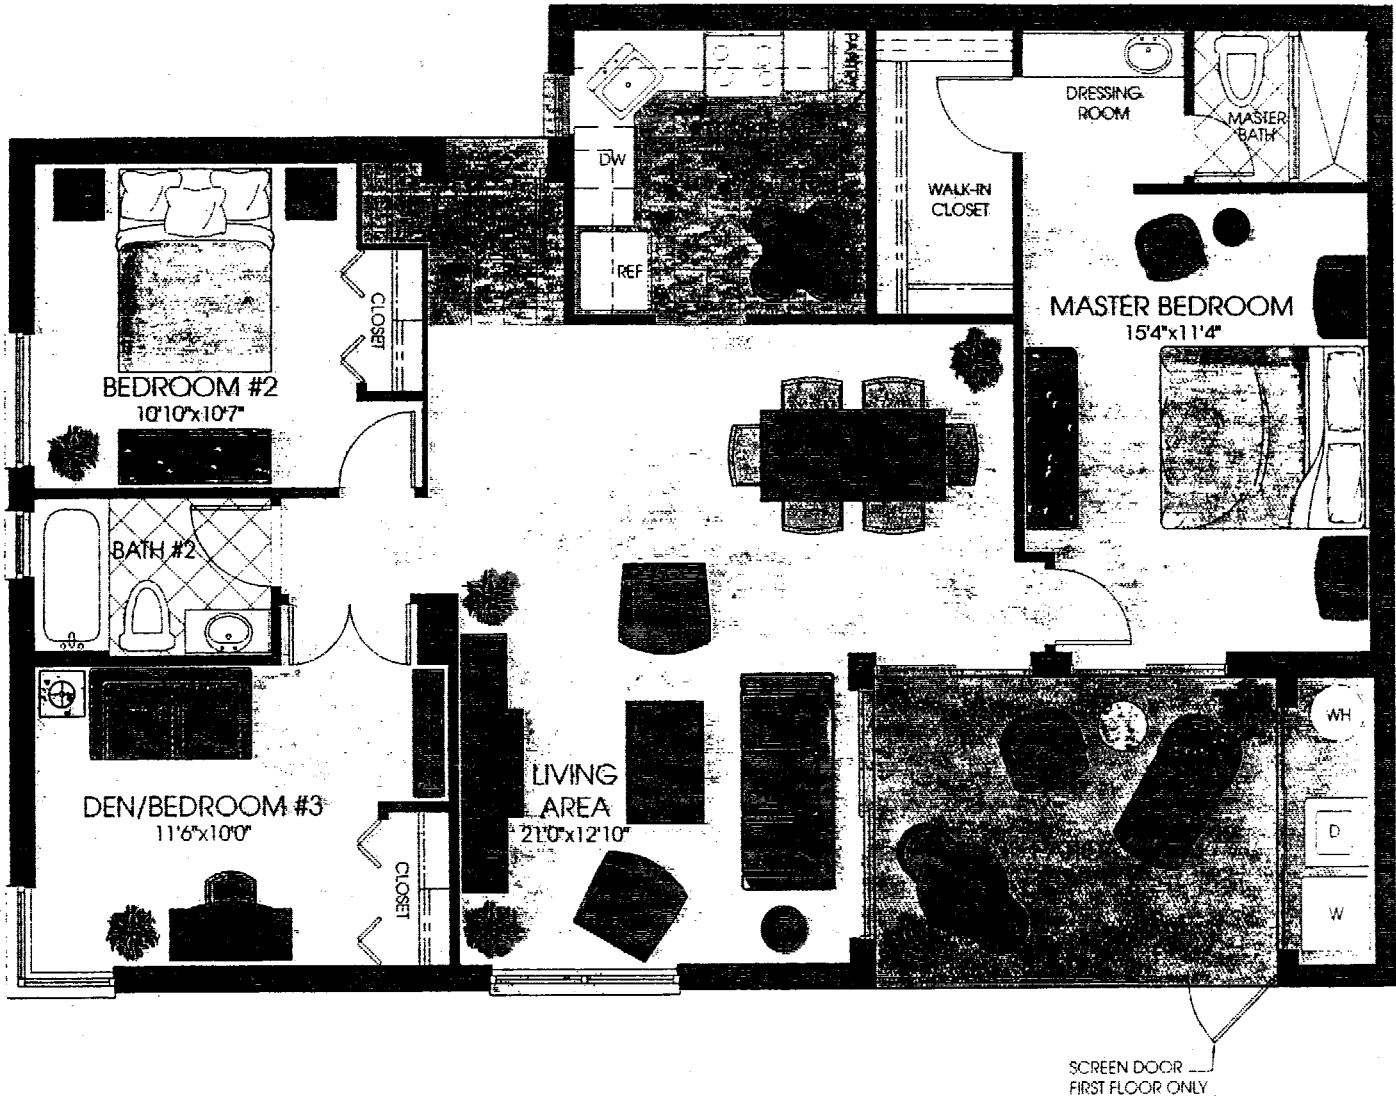 PANTRY
DRESSING
ROOM
MASTER
BATH
DW
WALK-IN
CLOSET
REF
MASTER BEDROOM
15'4"x11'4"
CLOSET
BEDROOM #2
10'10"x10'7"
BATH #2
WH
LIVING
AREA
21'0"x12'10"
DEN/BEDROOM #3
11'6"x10'0"
D
CLOSET
W
SCREEN DOOR
FIRST FLOOR ONLY